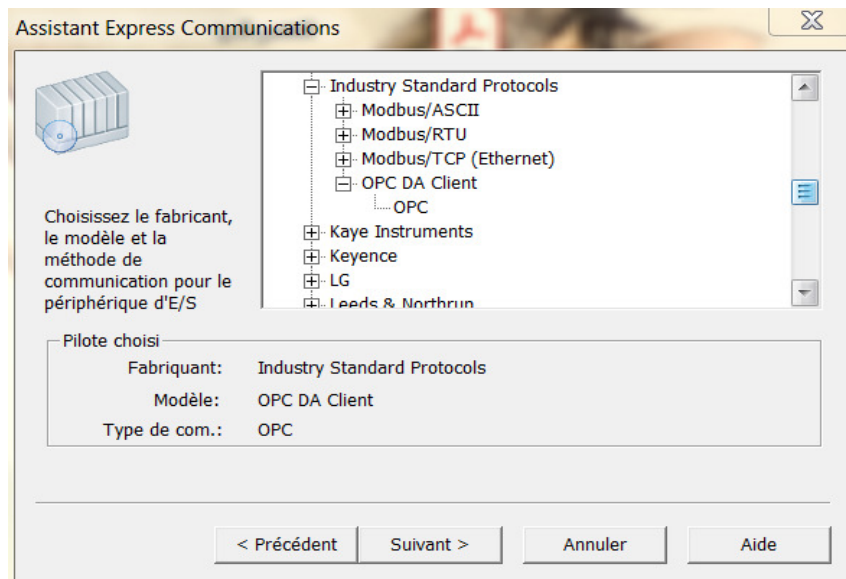 Assistant Express Communications
Industry Standard Protocols
Modbus/ASCII
Modbus/RTU
Modbus/TCP (Ethernet)
OPC DA Client
OPC
Kaye Instruments
Keyence
LG
Leeds & Northrup
Choisissez le fabricant,
le modèle et la
méthode de
communication pour le
périphérique d'E/S
Pilote choisi
Fabriquant: Industry Standard Protocols
Modèle: OPC DA Client
Type de com.: OPC
< Précédent Suivant > Annuler Aide